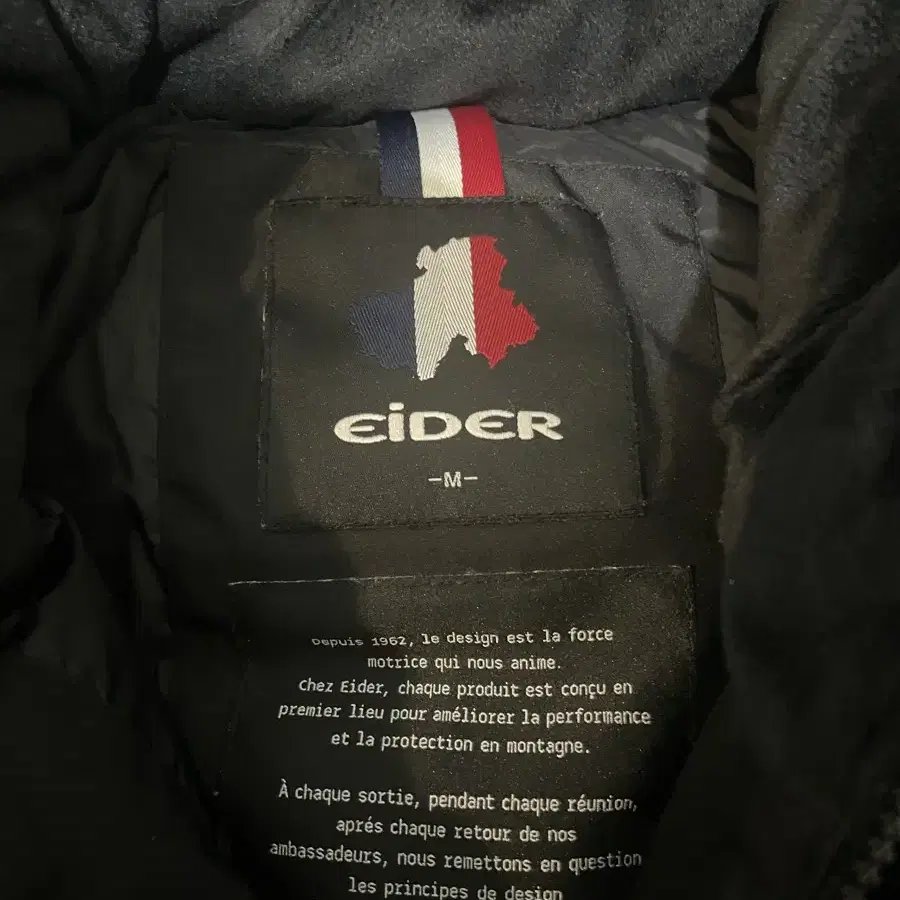 EiDER
-M-
Depuis 1962, le design est la force
motrice qui nous anime.
Chez Eider, chaque produit est conçu en
premier lieu pour améliorer la performance
et la protection en montagne.
À chaque sortie, pendant chaque réunion,
aprés chaque retour de nos
ambassadeurs, nous remettons en question
les principes de design